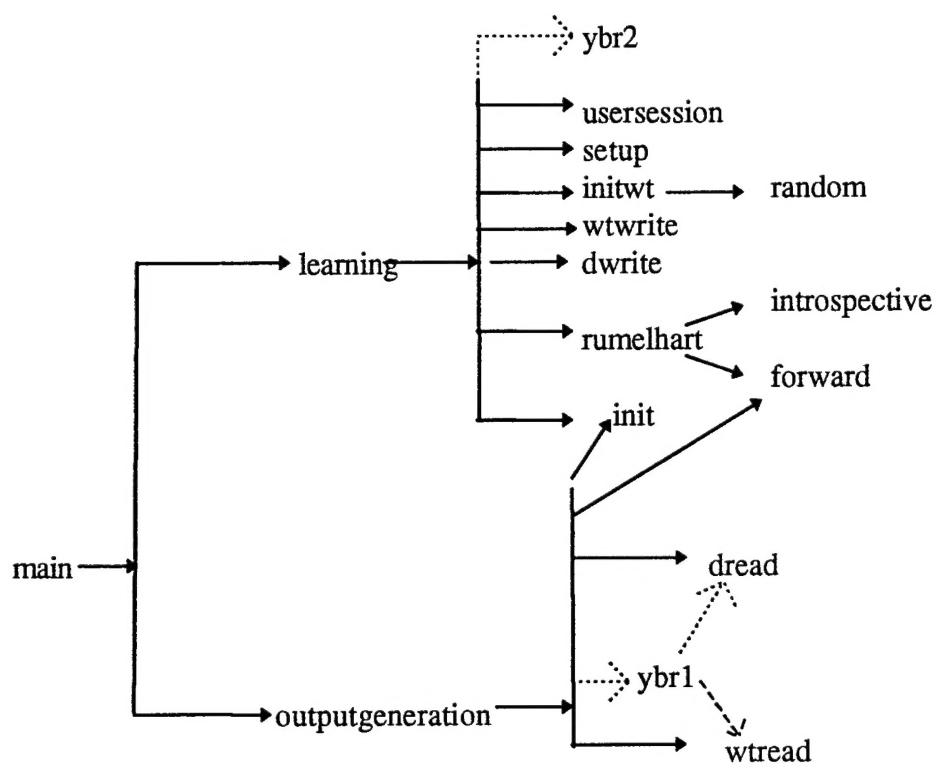 ybr2
usersession
setup
initwt
random
wtwrite
learning
dwrite
introspective
rumelhart
forward
init
main
dread
ybr1
outputgeneration
wtread